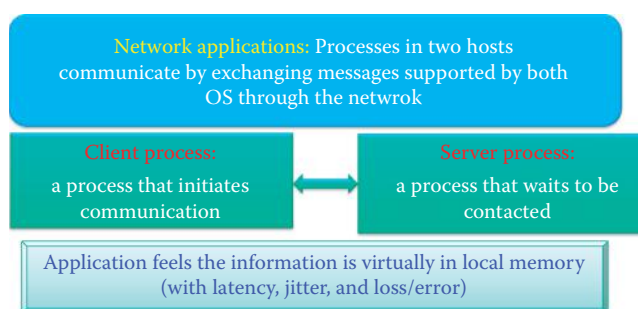 Network applications: Processes in two hosts
communicate by exchanging messages supported by both
OS through the netwrok
Client process:
a process that initiates
communication
Server process:
a process that waits to be
contacted
Application feels the information is virtually in local memory
(with latency, jitter, and loss/error)